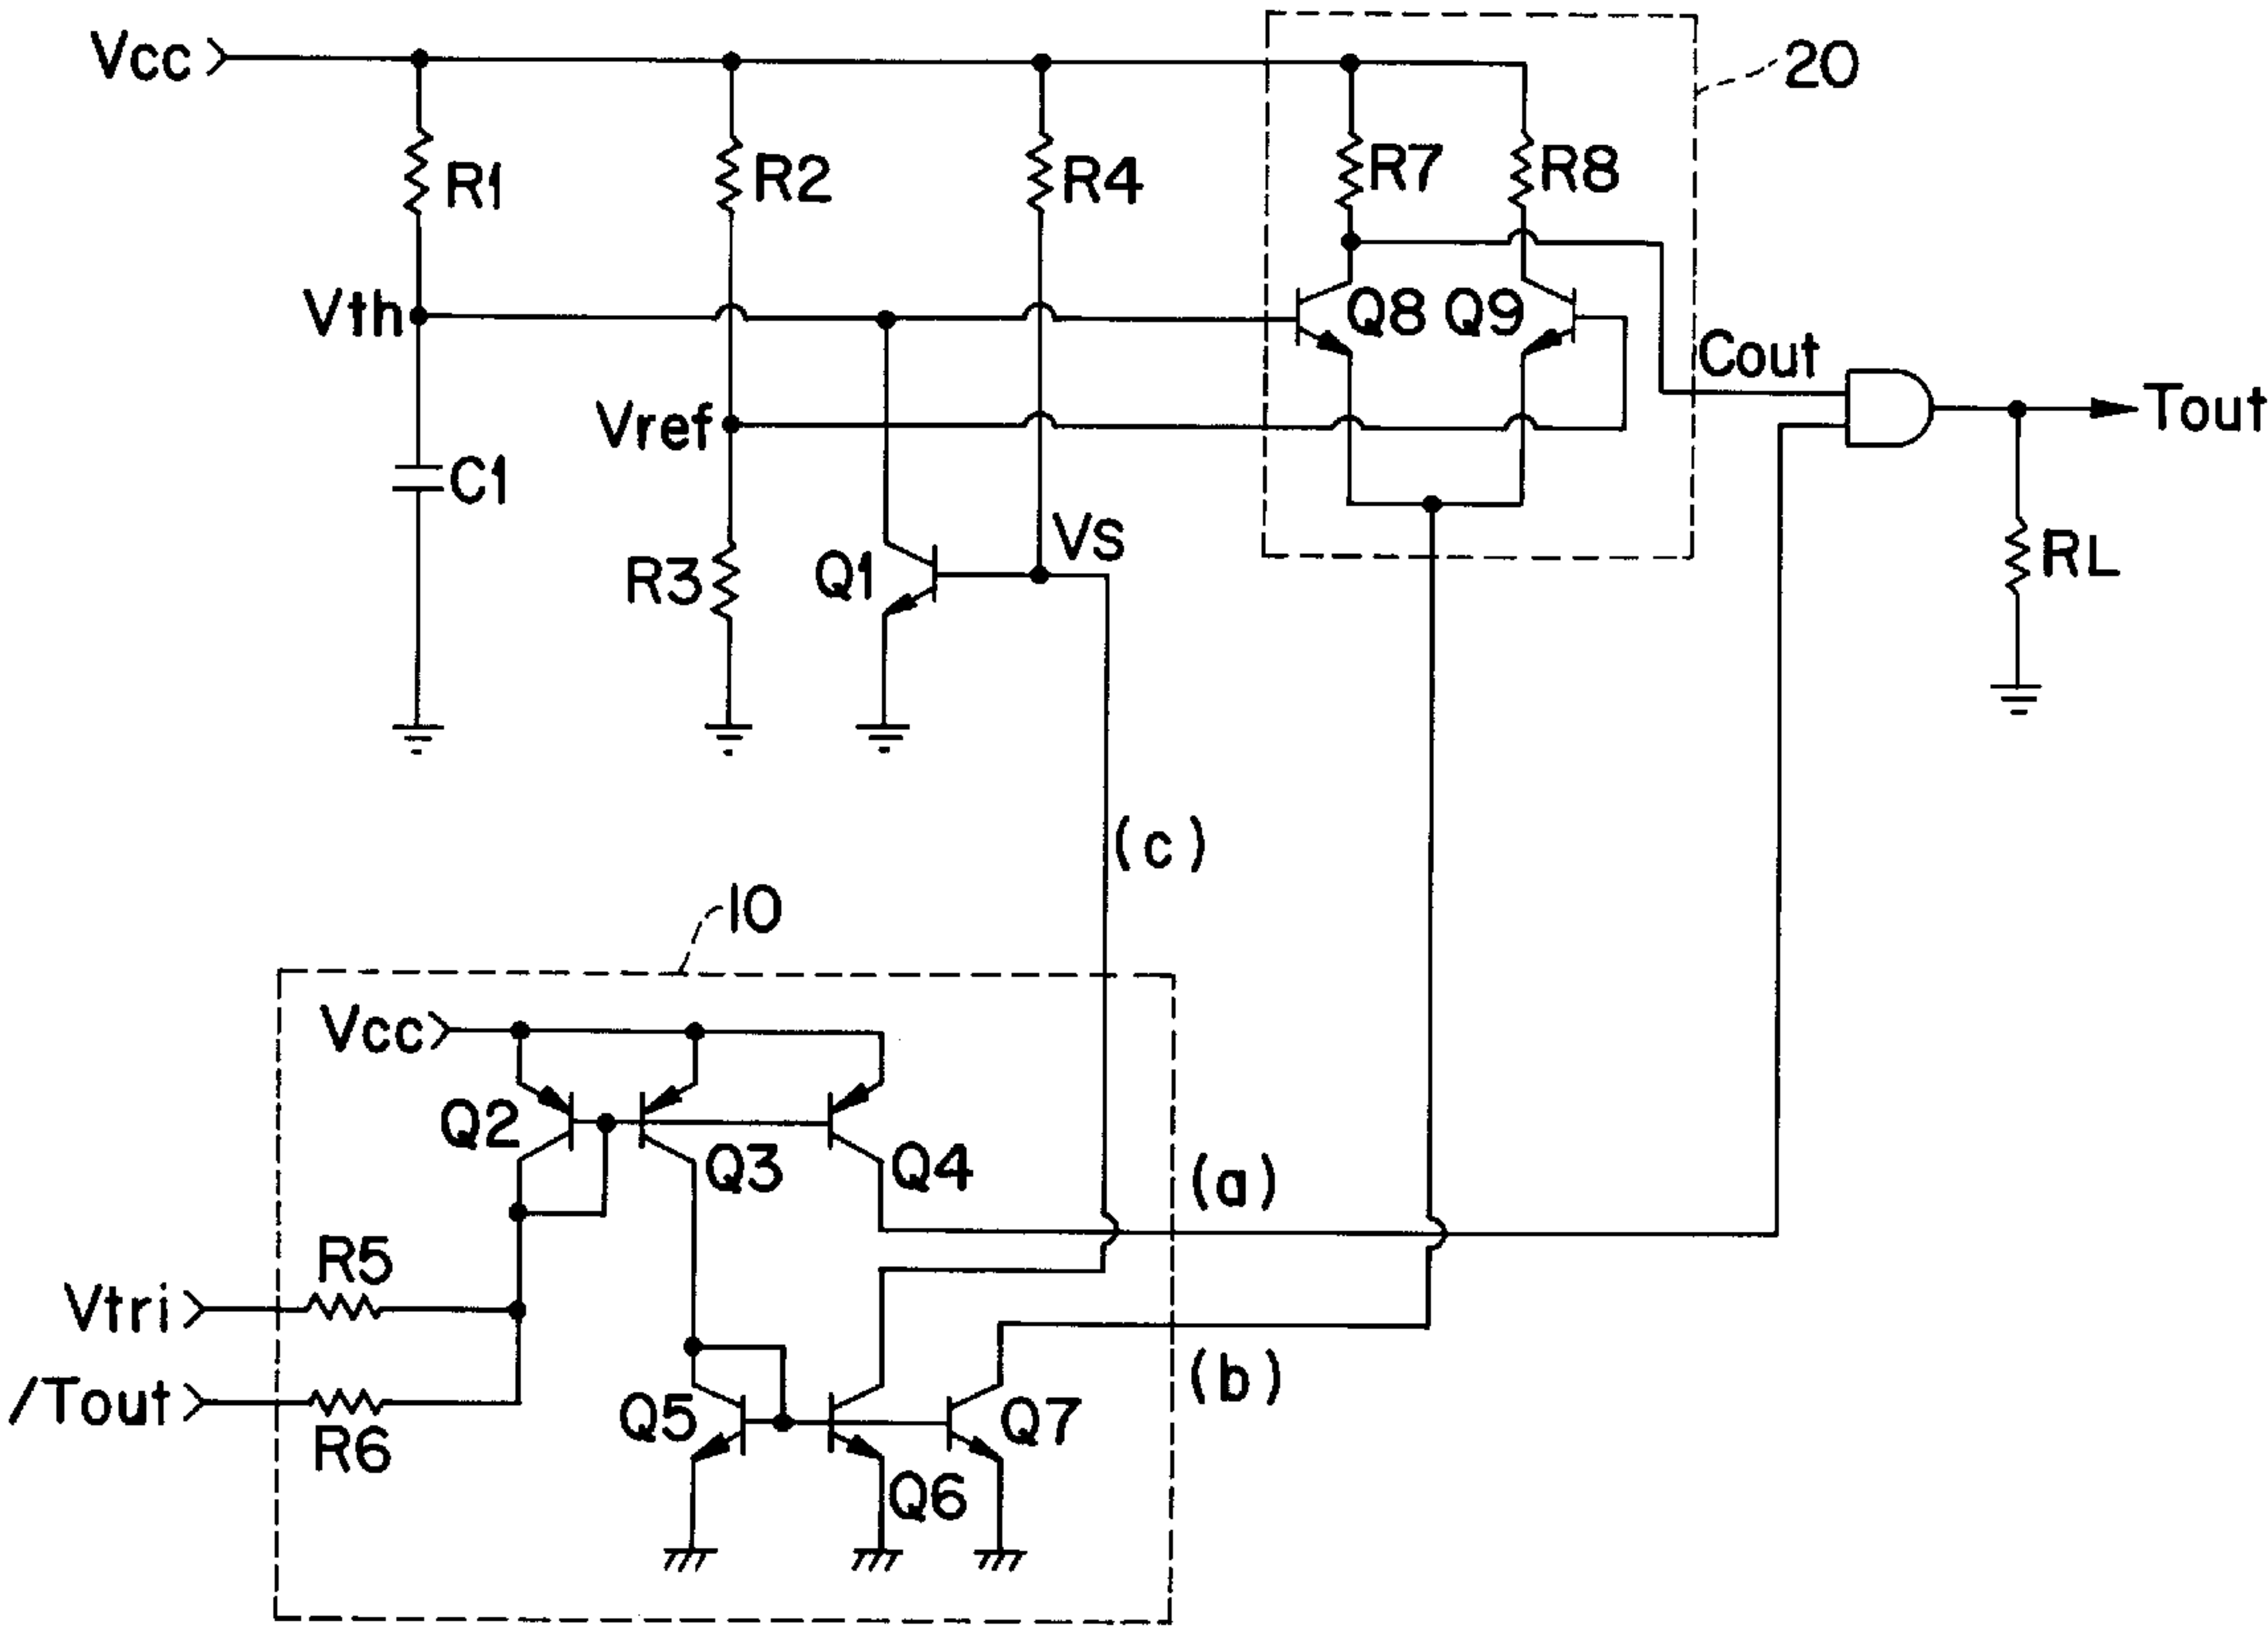 Vcc
20
R1
R2
R4
R7
R8
Vth
Q8
Q9
Cout
Tout
Vref
C1
VS
R3
Q1
RL
(c)
10
Vcc
Q2
Q3
Q4
(a)
R5
Vtri
(b)
/Tout
R6
Q5
Q6
Q7